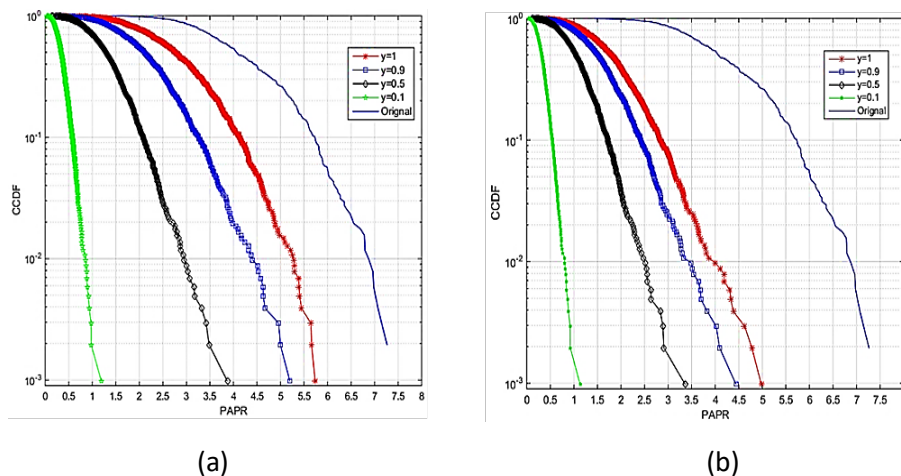 (a)
10⁰
10⁻¹
10⁻²
10⁻³
CCDF
0 0.5 1 1.5 2 2.5 3 3.5 4 4.5 5 5.5 6 6.5 7 7.5 8
PAPR
y=1
y=0.9
y=0.5
y=0.1
Orignal
(a)
(b)
10⁰
10⁻¹
10⁻²
10⁻³
CCDF
0 0.5 1 1.5 2 2.5 3 3.5 4 4.5 5 5.5 6 6.5 7 7.5
PAPR
y=1
y=0.9
y=0.5
y=0.1
Orignal
(b)